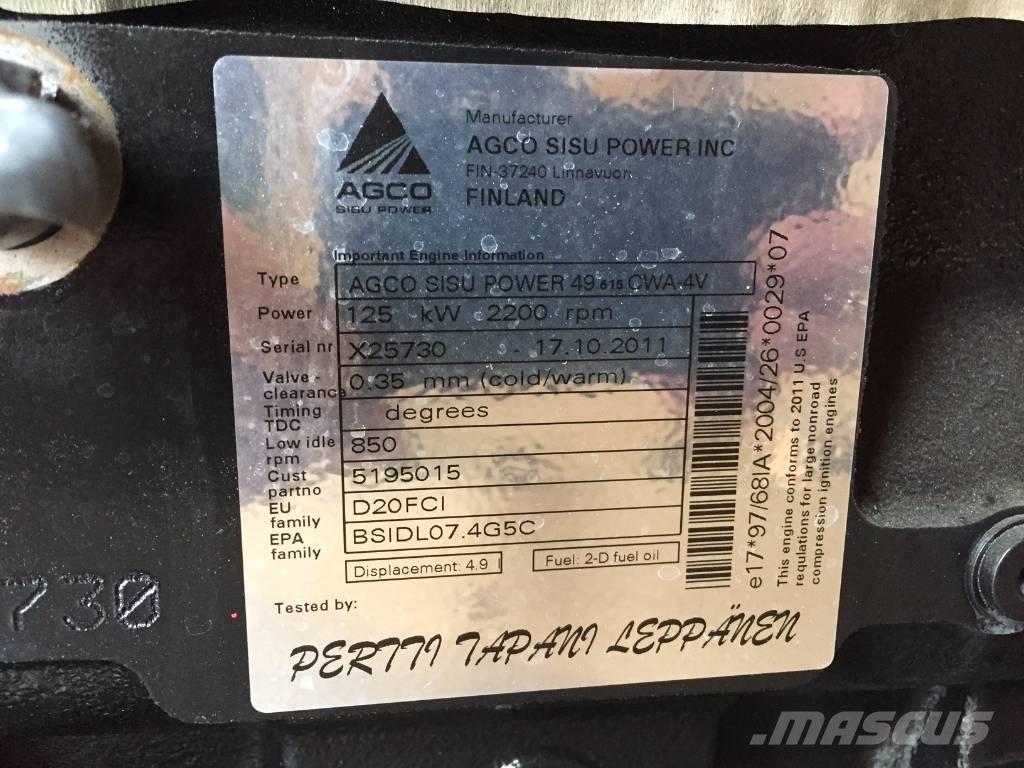 AGCO
SISU POWER
Manufacturer
AGCO SISU POWER INC
FIN-37240 Linnavuori
FINLAND
Important Engine Information
Type AGCO SISU POWER 49.615 CWA-4V
Power 125 kW 2200 rpm
Serial nr X25730 - 17.10.2011
Valve - clearance 0.35 mm (cold/warm)
Timing TDC degrees
Low idle rpm 850
Cust partno 5195015
EU family D20FCI
EPA family BSIDL07.4G5C
Displacement: 4.9 l Fuel: 2-D fuel oil
Tested by:
PERTTI TAPANI LEPPÄNEN
e17*97/68IA*2004/26*0029*07
This engine conforms to 2011 U.S EPA
regulations for large nonroad
compression ignition engines
730
MASCUS